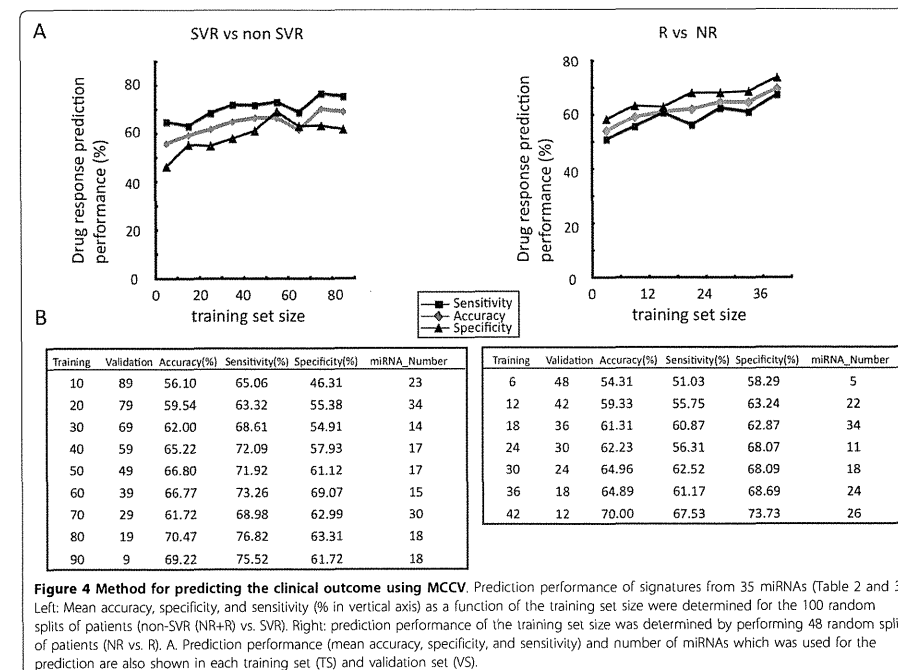 A
SVR vs non SVR
R vs NR
Drug response prediction
performance (%)
80
60
40
20
0
0 20 40 60 80
training set size
Drug response prediction
performance (%)
80
60
40
20
0
0 12 24 36
training set size
Sensitivity
Accuracy
Specificity
B
Training Validation Accuracy(%) Sensitivity(%) Specificity(%) miRNA_Number
10 89 56.10 65.06 46.31 23
20 79 59.54 63.32 55.38 34
30 69 62.00 68.61 54.91 14
40 59 65.22 72.09 57.93 17
50 49 66.80 71.92 61.12 17
60 39 66.77 73.26 69.07 15
70 29 61.72 68.98 62.99 30
80 19 70.47 76.82 63.31 18
90 9 69.22 75.52 61.72 18
Training Validation Accuracy(%) Sensitivity(%) Specificity(%) miRNA_Number
6 48 54.31 51.03 58.29 5
12 42 59.33 55.75 63.24 22
18 36 61.31 60.87 62.87 34
24 30 62.23 56.31 68.07 11
30 24 64.96 62.52 68.09 18
36 18 64.89 61.17 68.69 24
42 12 70.00 67.53 73.73 26
Figure 4 Method for predicting the clinical outcome using MCCV. Prediction performance of signatures from 35 miRNAs (Table 2 and 3
Left: Mean accuracy, specificity, and sensitivity (% in vertical axis) as a function of the training set size were determined for the 100 random
splits of patients (non-SVR (NR+R) vs. SVR). Right: prediction performance of the training set size was determined by performing 48 random spli
of patients (NR vs. R). A. Prediction performance (mean accuracy, specificity, and sensitivity) and number of miRNAs which was used for the
prediction are also shown in each training set (TS) and validation set (VS).